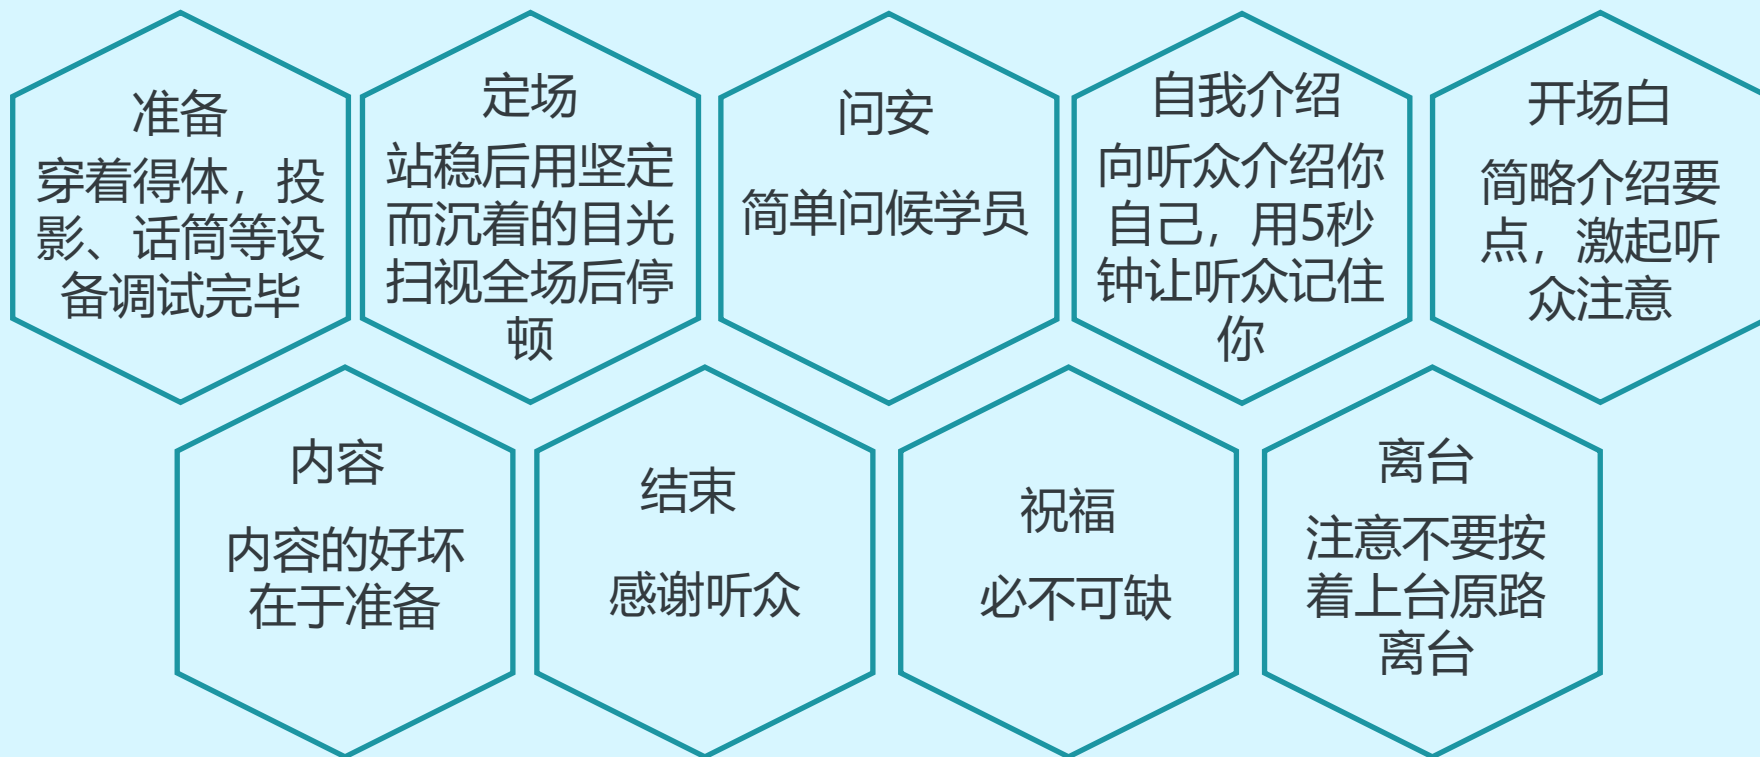 准备
穿着得体，投
影、话筒等设
备调试完毕
定场
站稳后用坚定
而沉着的目光
扫视全场后停
顿
问安
简单问候学员
自我介绍
向听众介绍你
自己，用5秒
钟让听众记住
你
开场白
简略介绍要
点，激起听
众注意
内容
内容的好坏
在于准备
结束
感谢听众
祝福
必不可缺
离台
注意不要按
着上台原路
离台